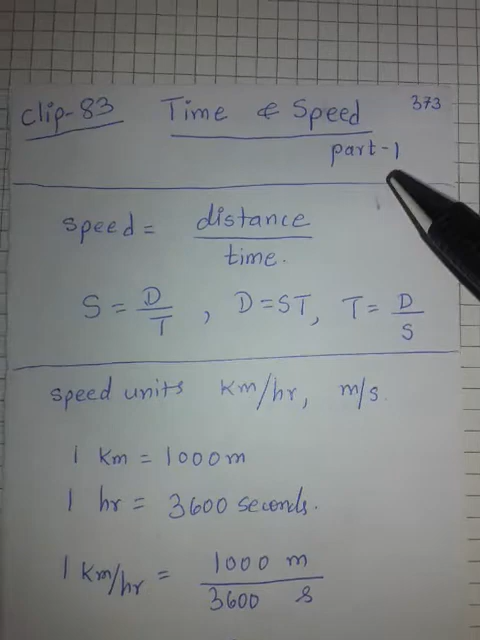 Clip-83 Time & Speed 373
part-1
speed = distance / time.
S = D/T , D=ST, T= D/S
speed units km/hr, m/s.
1 km = 1000m
1 hr = 3600 seconds.
1 km/hr = 1000 m / 3600 s